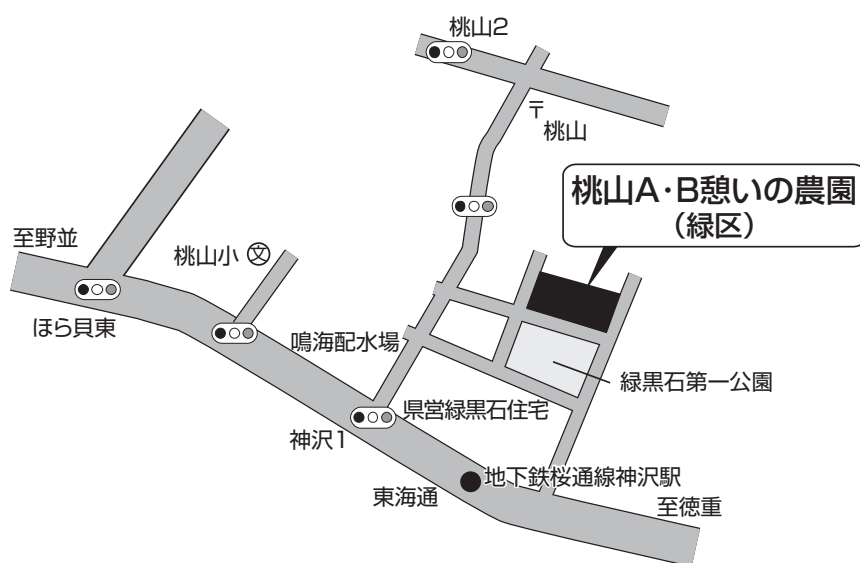 桃山2
〒
桃山
桃山A・B憩いの農園
（緑区）
至野並
桃山小 文
ほら貝東
鳴海配水場
緑黒石第一公園
県営緑黒石住宅
神沢1
地下鉄桜通線神沢駅
東海通
至徳重